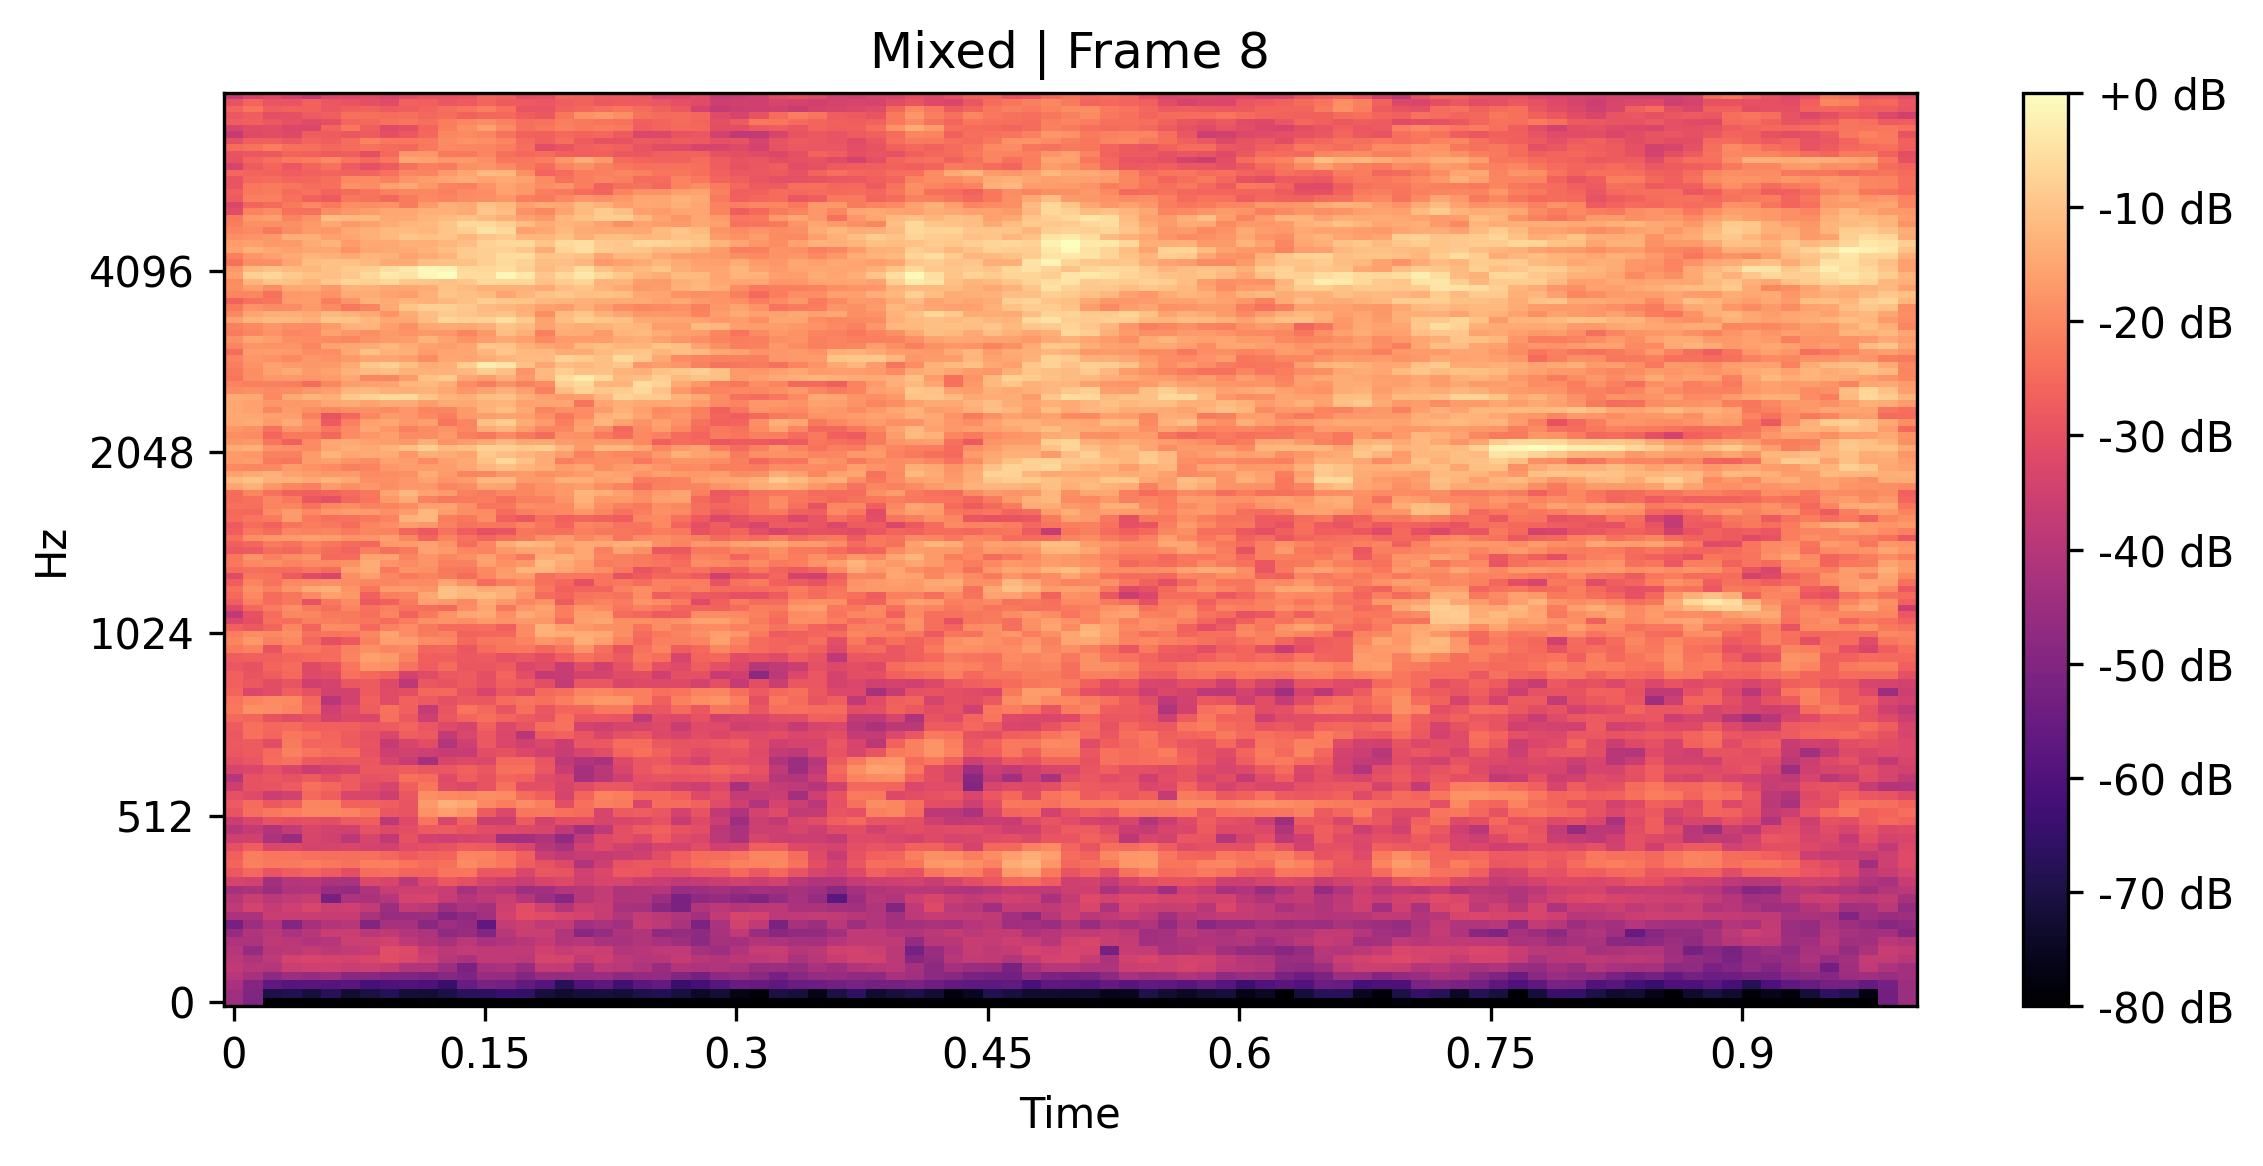 Mixed | Frame 8
+0 dB
-10 dB
-20 dB
-30 dB
-40 dB
-50 dB
-60 dB
-70 dB
-80 dB
Hz
4096
2048
1024
512
0
0 0.15 0.3 0.45 0.6 0.75 0.9
Time